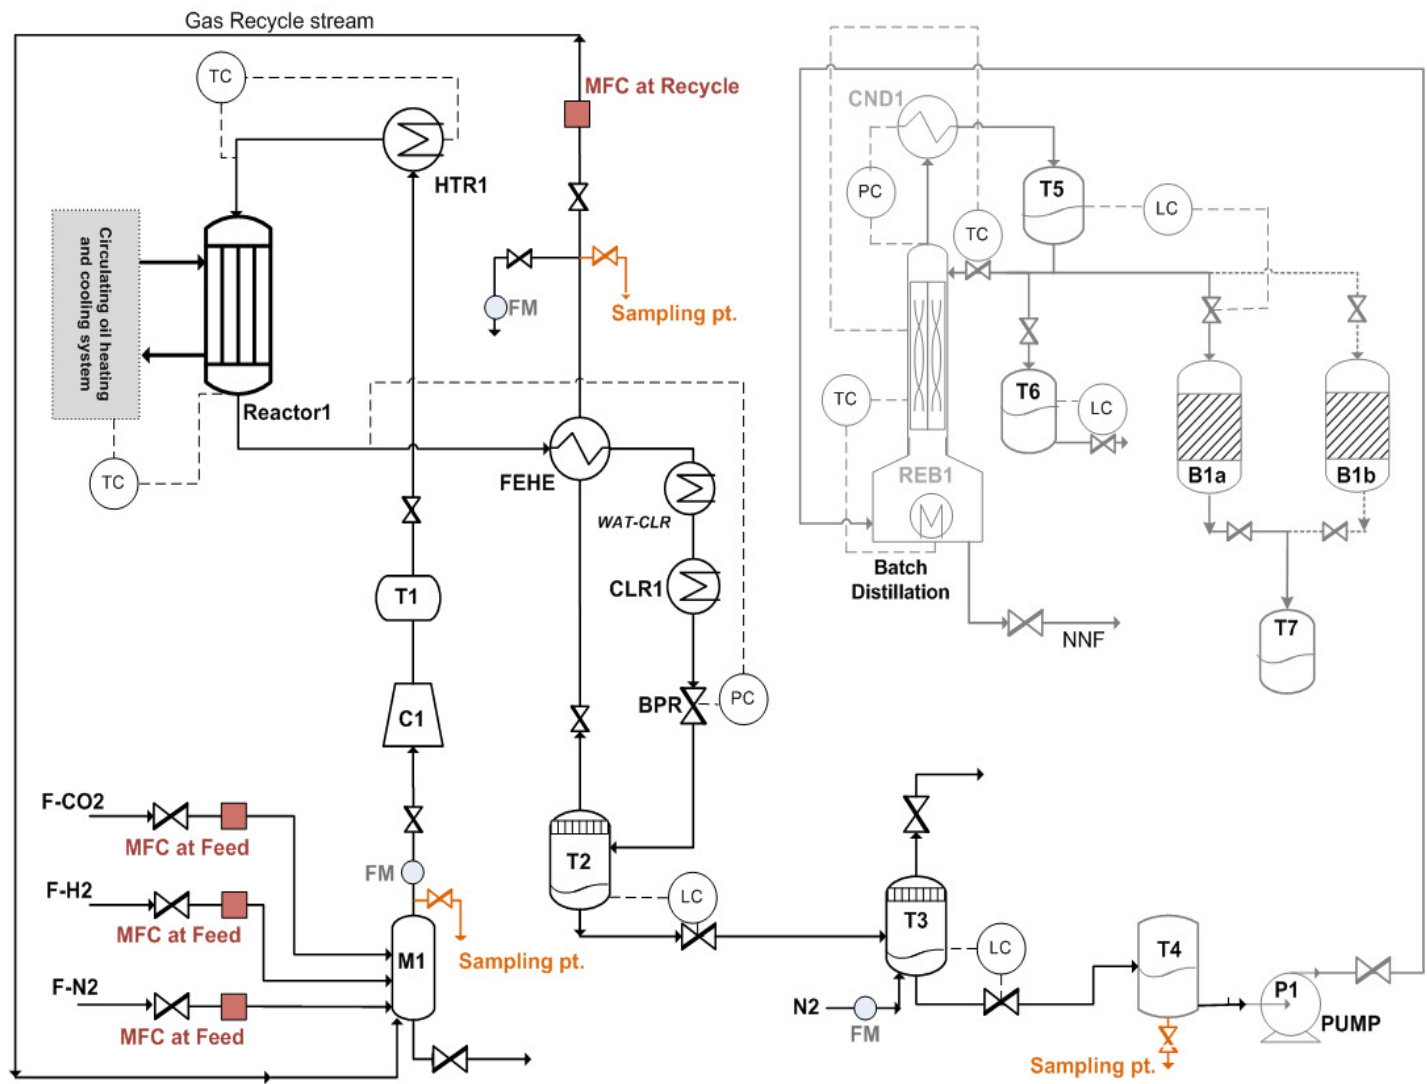 Gas Recycle stream
TC
MFC at Recycle
HTR1
CND1
PC
T5
LC
TC
Circulating oil heating
and cooling system
FM
Sampling pt.
Reactor1
TC
T6
LC
TC
B1a
B1b
FEHE
REB1
TC
WAT-CLR
CLR1
Batch
Distillation
T1
NNF
T7
C1
BPR
PC
F-CO2
MFC at Feed
FM
T2
LC
F-H2
MFC at Feed
T3
LC
T4
M1
Sampling pt.
F-N2
MFC at Feed
N2
FM
P1
PUMP
Sampling pt.